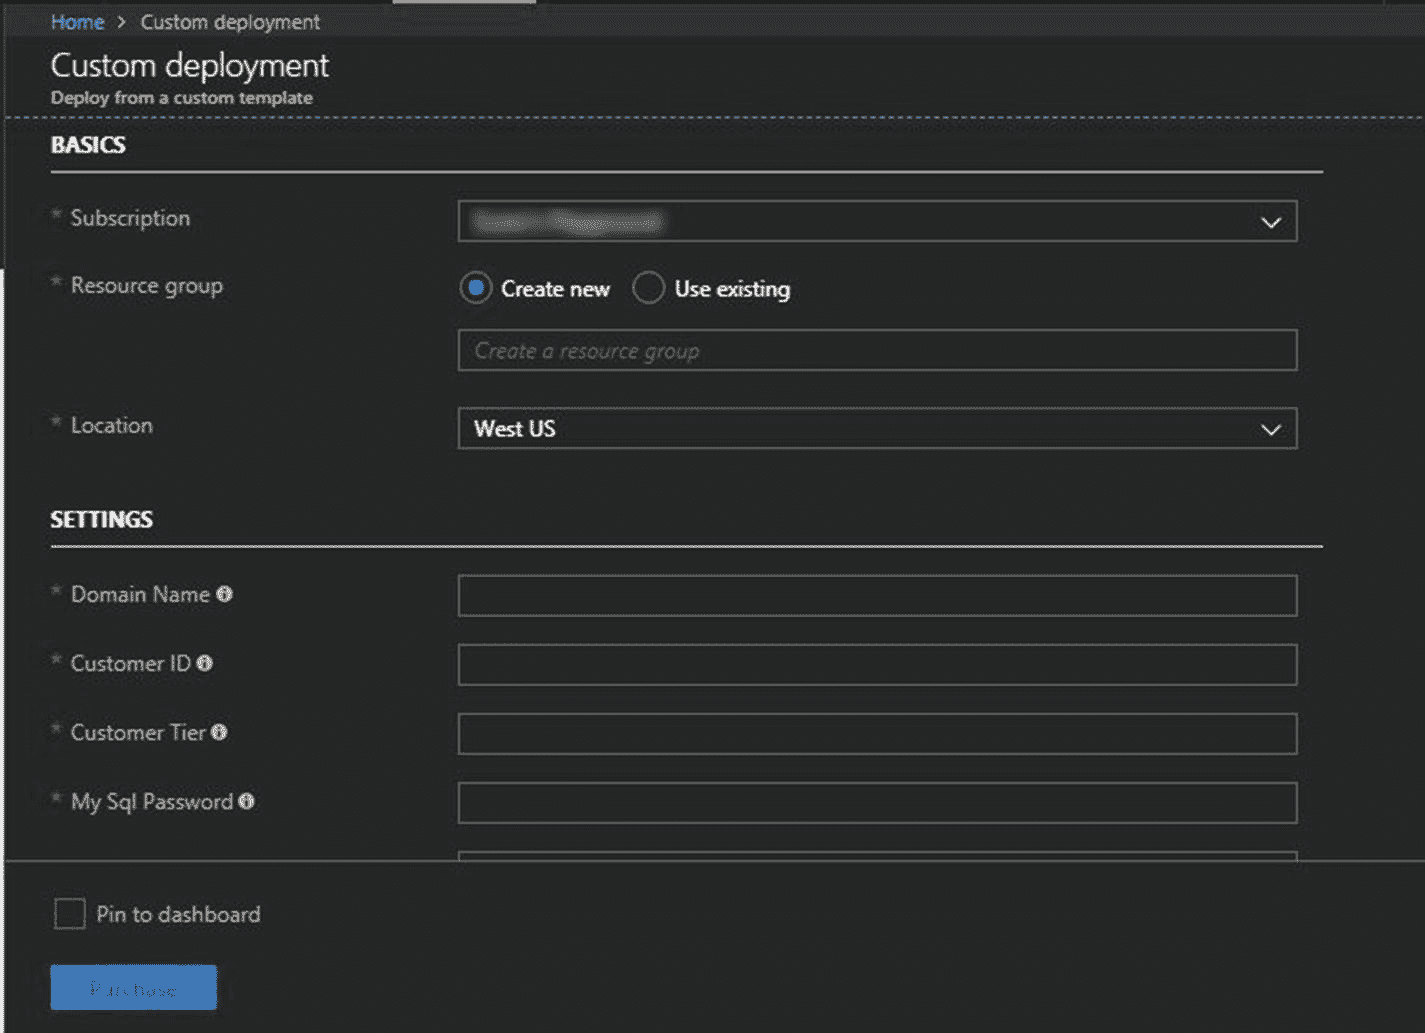 Home > Custom deployment
Custom deployment
Deploy from a custom template
BASICS
* Subscription
* Resource group
Create new
Use existing
Create a resource group
* Location
West US
SETTINGS
* Domain Name
* Customer ID
* Customer Tier
* My Sql Password
Pin to dashboard
Purchase